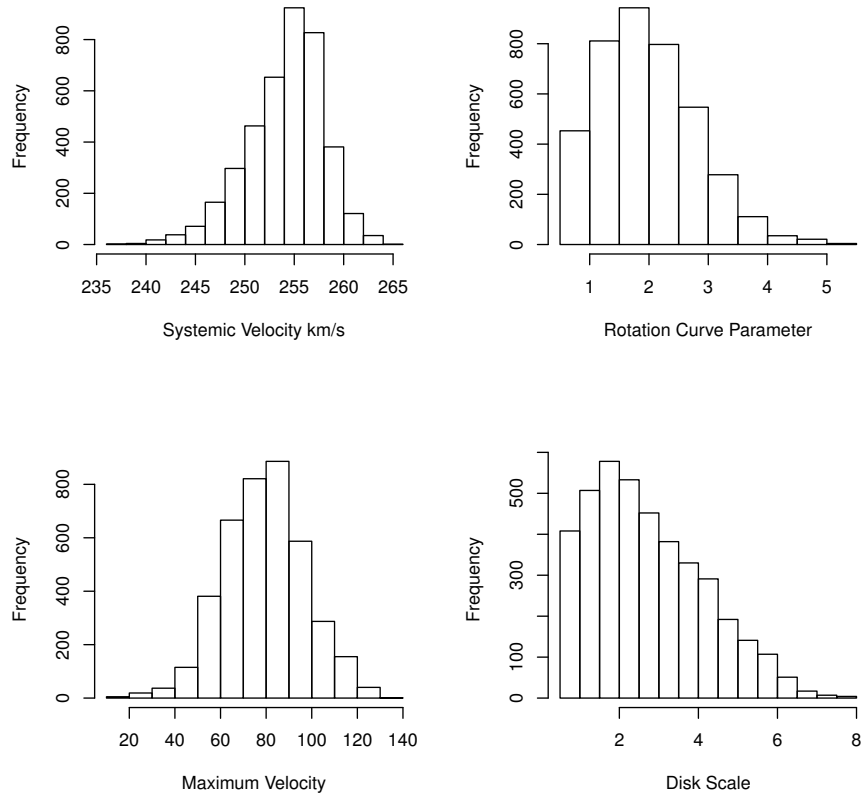 Frequency
0 200 400 600 800
235 240 245 250 255 260 265
Systemic Velocity km/s
Frequency
0 200 400 600 800
1 2 3 4 5
Rotation Curve Parameter
Frequency
0 200 400 600 800
20 40 60 80 100 120 140
Maximum Velocity
Frequency
0 100 300 500
2 4 6 8
Disk Scale